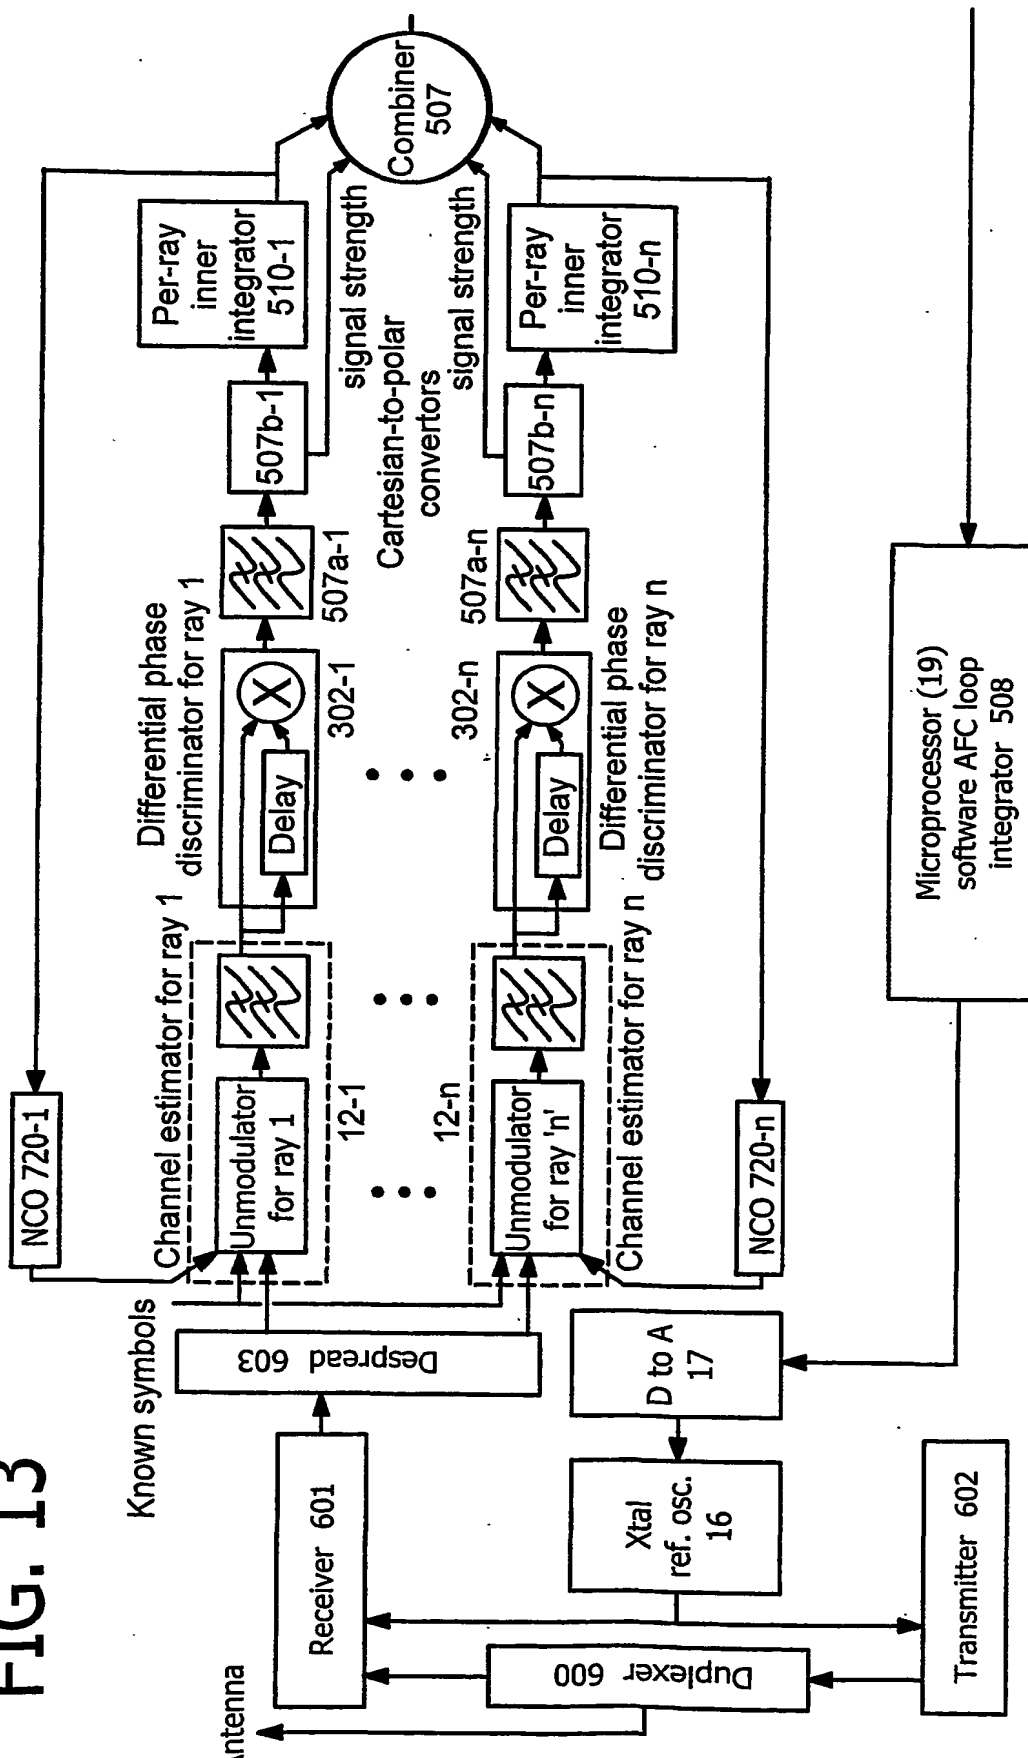 FIG. 13
Antenna
Known symbols
Duplexer 600
Receiver 601
Transmitter 602
Xtal
ref. osc.
16
D to A
17
Despread 603
NCO 720-1
Channel estimator for ray 1
Unmodulator
for ray 1
12-1
Differential phase
discriminator for ray 1
Delay
X
302-1
507a-1
507b-1
Per-ray
inner
integrator
510-1
signal strength
Cartesian-to-polar
convertors
signal strength
Combiner
507
12-n
Unmodulator
for ray 'n'
Channel estimator for ray n
302-n
Delay
X
Differential phase
discriminator for ray n
507a-n
507b-n
Per-ray
inner
integrator
510-n
NCO 720-n
Microprocessor (19)
software AFC loop
integrator 508